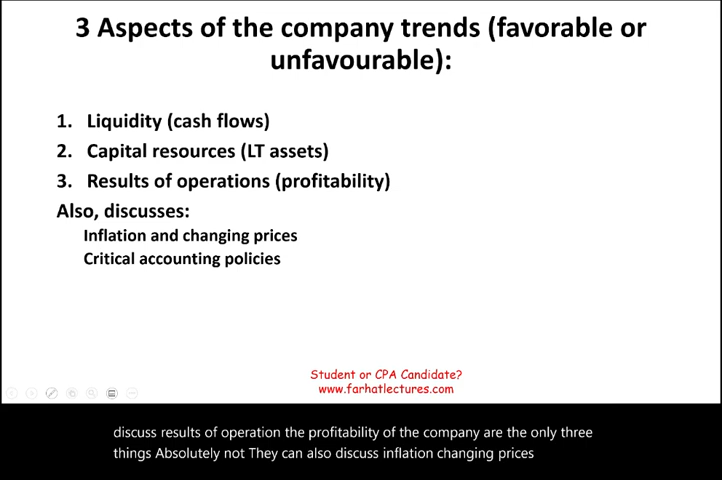 3 Aspects of the company trends (favorable or
unfavourable):
1. Liquidity (cash flows)
2. Capital resources (LT assets)
3. Results of operations (profitability)
Also, discusses:
Inflation and changing prices
Critical accounting policies
Student or CPA Candidate?
www.farhatlectures.com
discuss results of operation the profitability of the company are the only three
things Absolutely not They can also discuss inflation changing prices